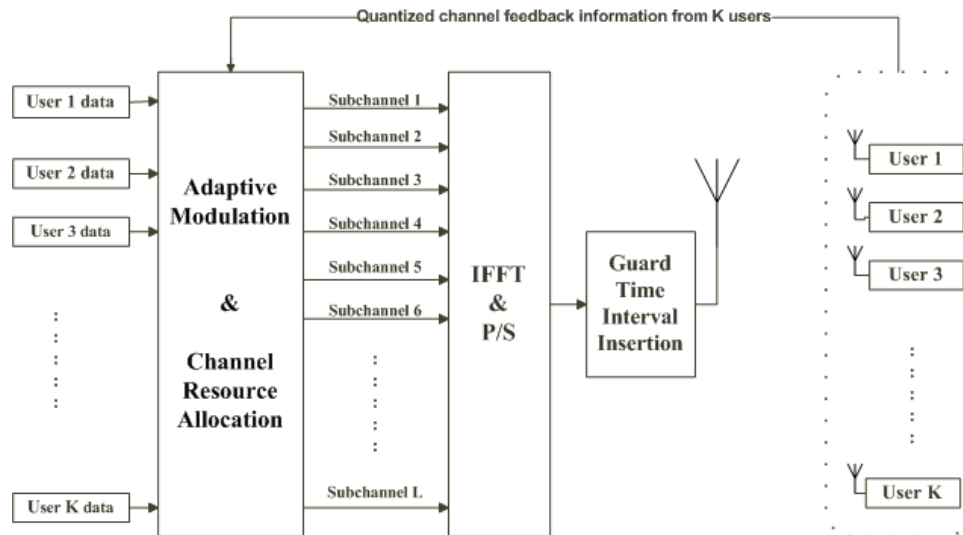 Quantized channel feedback information from K users
User 1 data
User 2 data
User 3 data
User K data
Adaptive
Modulation
&
Channel
Resource
Allocation
Subchannel 1
Subchannel 2
Subchannel 3
Subchannel 4
Subchannel 5
Subchannel 6
Subchannel L
IFFT
&
P/S
Guard
Time
Interval
Insertion
User 1
User 2
User 3
User K